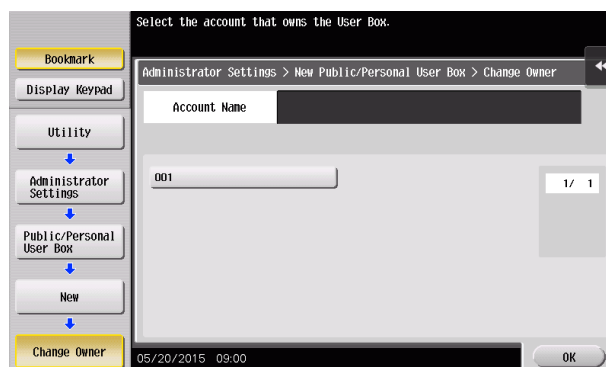 Select the account that owns the User Box.
Bookmark
Display Keypad
Administrator Settings > New Public/Personal User Box > Change Owner
Account Name
Utility
001
1/ 1
Administrator
Settings
Public/Personal
User Box
New
Change Owner
05/20/2015 09:00
OK